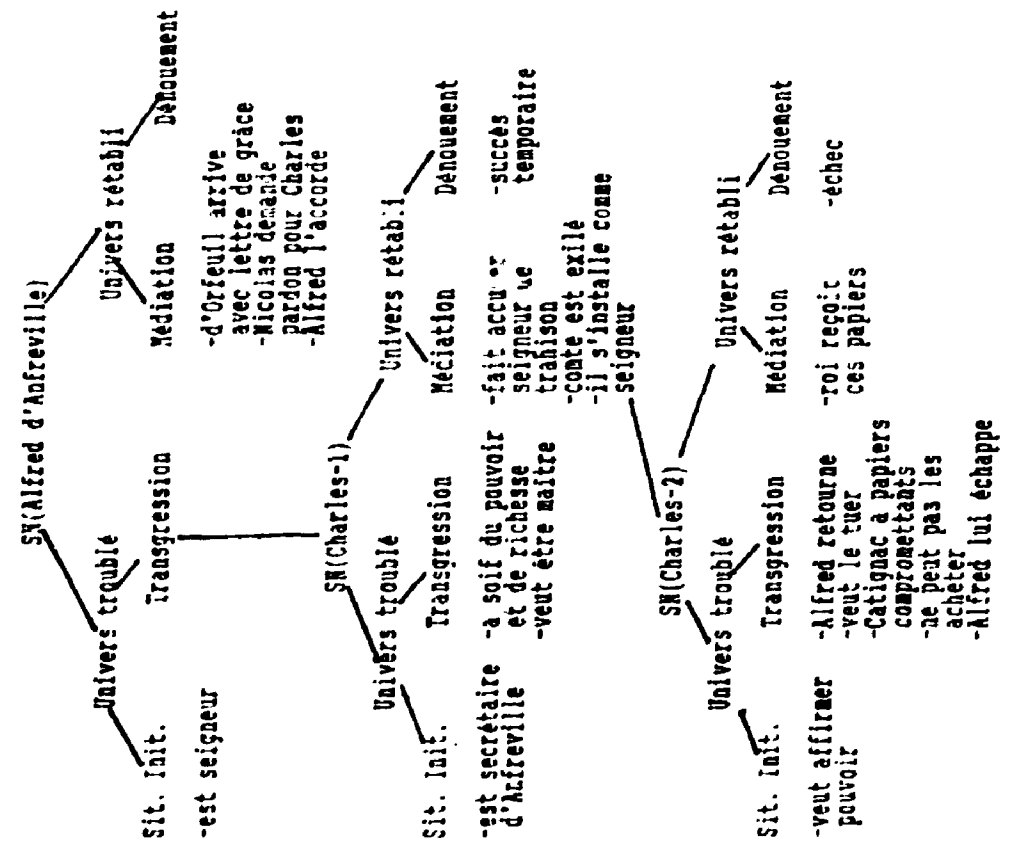 SN(Alfred d'Anfreville)
Univers troublé
Univers rétabli
Sit. Init.
Transgression
Médiation
Dénouement
-est seigneur
-d'Orfeuil arrive
avec lettre de grâce
-Nicolas demande
pardon pour Charles
-Alfred l'accorde
SN(Charles-1)
Univers troublé
Univers rétabli
Sit. Init.
Transgression
Médiation
Dénouement
-est secrétaire
d'Anfreville
-a soif du pouvoir
et de richesse
-veut être maître
-fait
seigneur
trahison
-comte est exilé
-il s'installe comme
seigneur
-succès
temporaire
SN(Charles-2)
Univers troublé
Univers rétabli
Sit. Init.
Transgression
Médiation
Dénouement
-veut affirmer
pouvoir
-Alfred retourne
-veut le tuer
-Catignac a papiers
compromettants
-ne peut pas les
acheter
-Alfred lui échappe
-roi reçoit
ces papiers
-échec